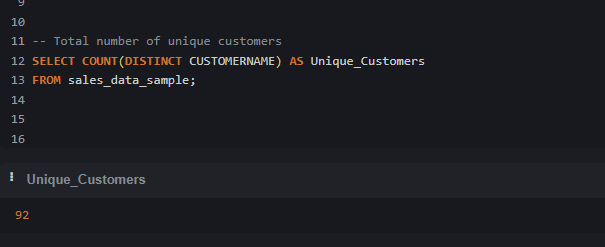 9
10
11 -- Total number of unique customers
12 SELECT COUNT(DISTINCT CUSTOMERNAME) AS Unique_Customers
13 FROM sales_data_sample;
14
15
16
Unique_Customers
92